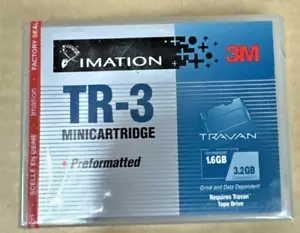 IMATION
3M
TR-3
MINICARTRIDGE
Preformatted
TRAVAN
1.6GB
3.2GB
Drive and Data Dependent
Requires Travan
Tape Drive
FACTORY SEAL
Imation
SCELLÉ EN USINE